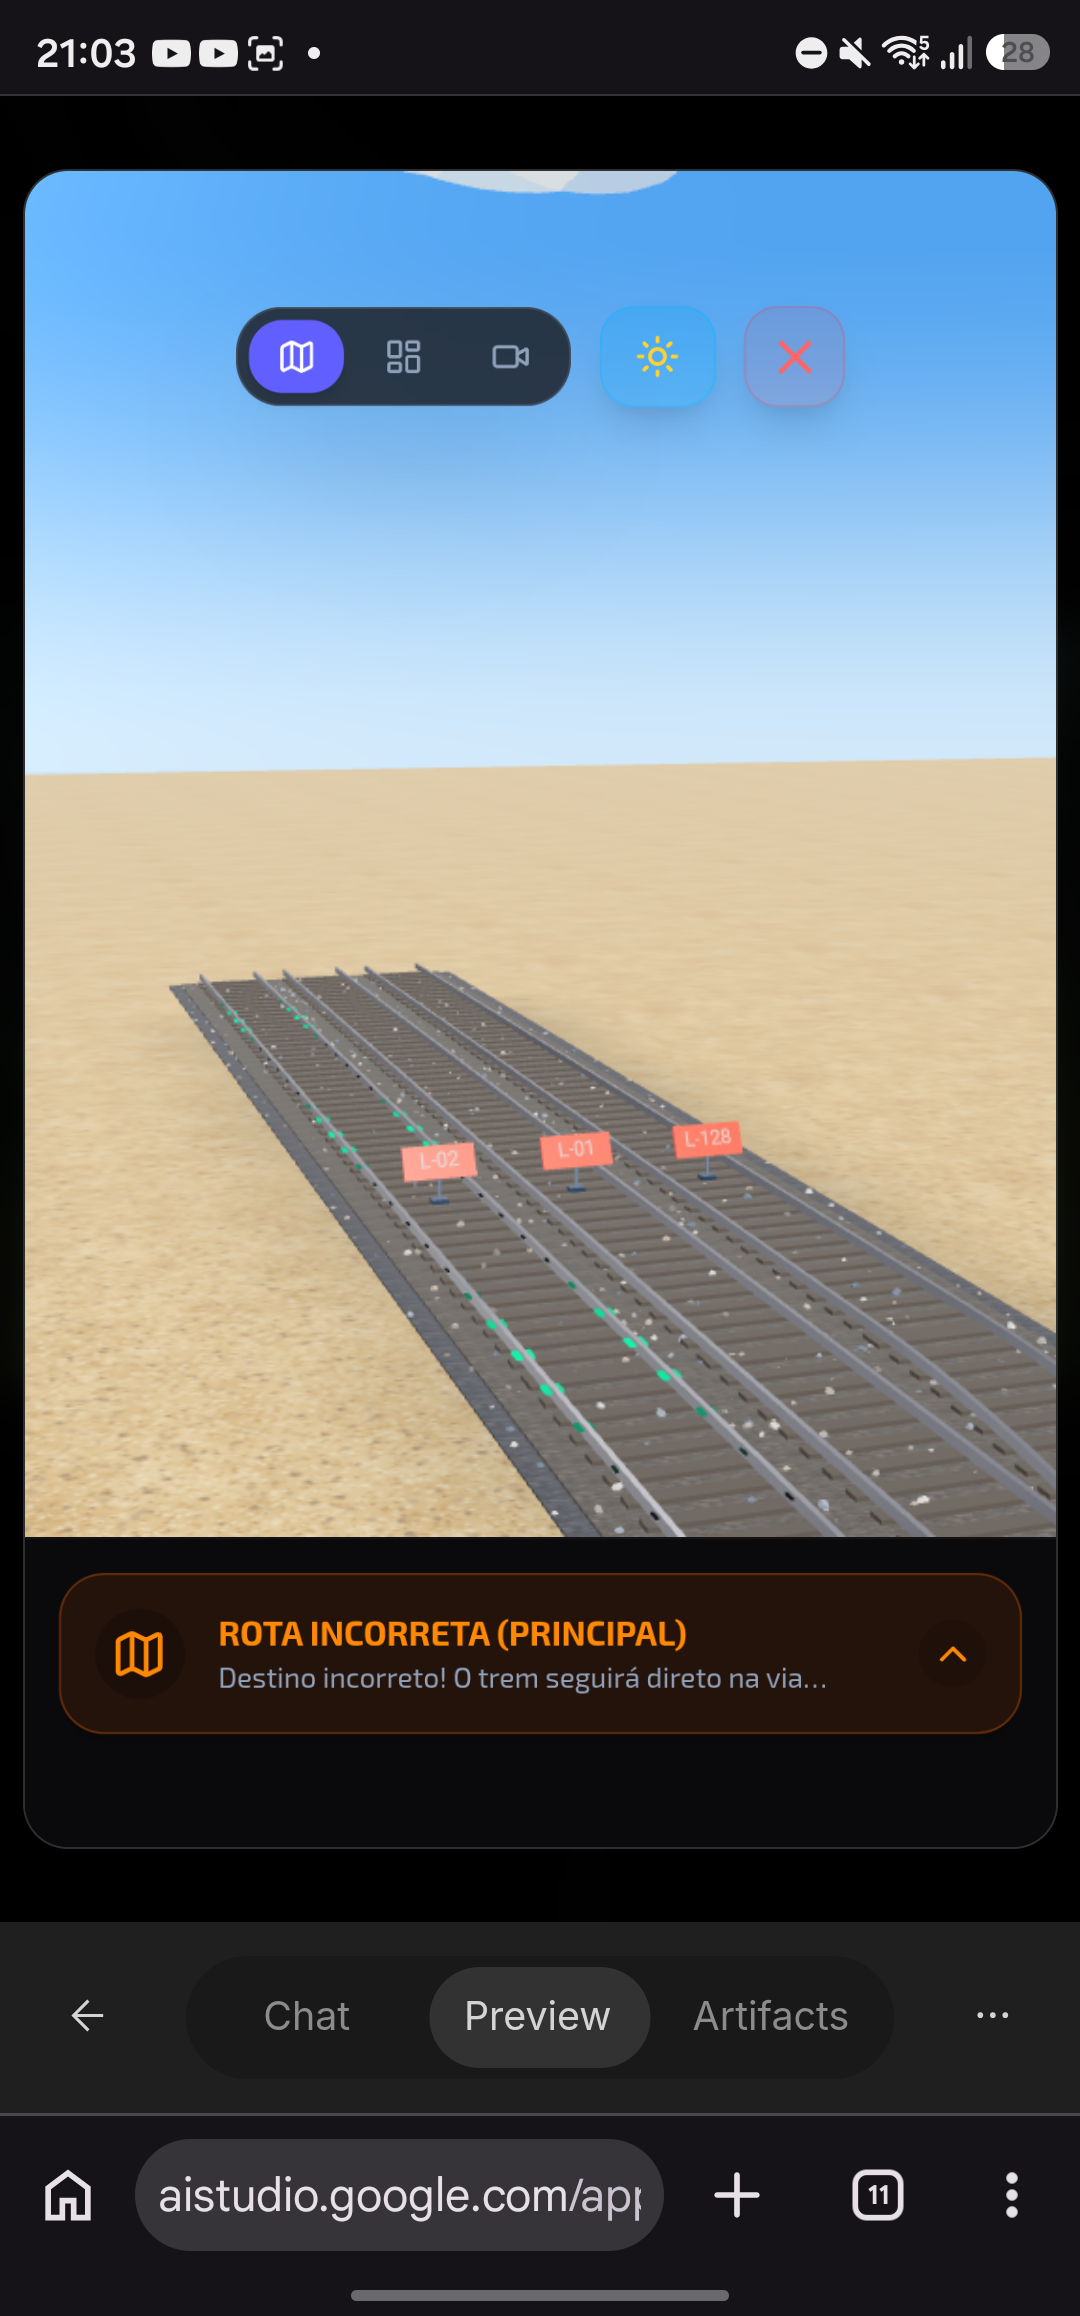 21:03
5
28
L-02
L-01
L-128
ROTA INCORRETA (PRINCIPAL)
Destino incorreto! O trem seguirá direto na via...
Chat
Preview
Artifacts
aistudio.google.com/app
11